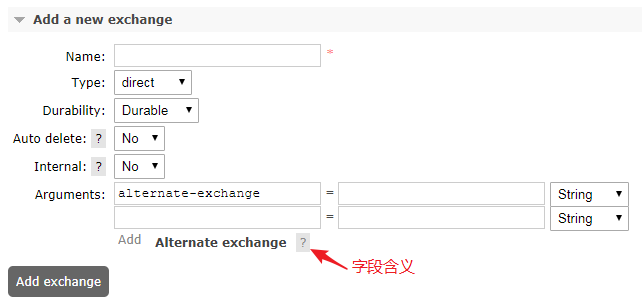 Add a new exchange
Name: *
Type: direct
Durability: Durable
Auto delete: ? No
Internal: ? No
Arguments: alternate-exchange = String
= String
Add Alternate exchange ?
字段含义
Add exchange